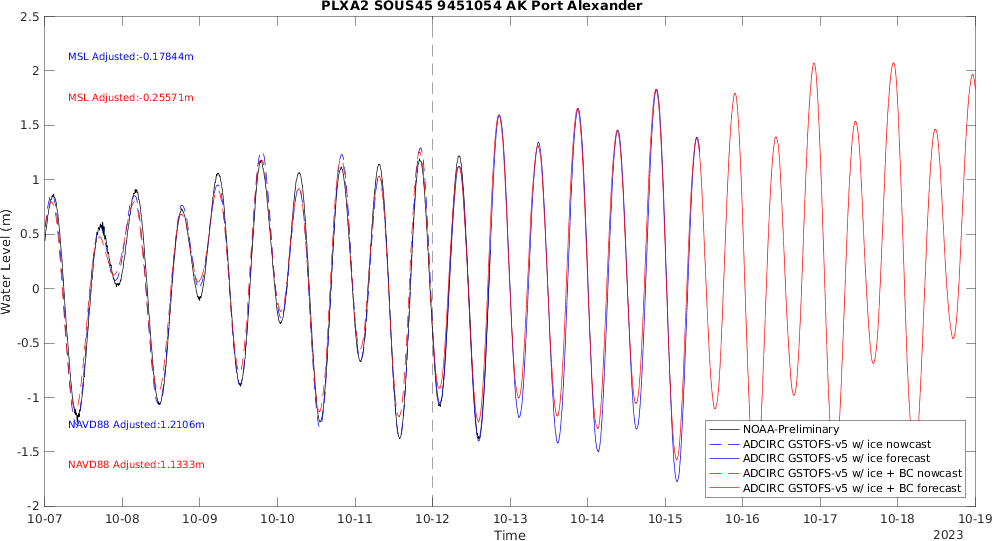 PLXA2 SOUS45 9451054 AK Port Alexander
2.5
2
1.5
1
0.5
0
-0.5
-1
-1.5
-2
Water Level (m)
MSL Adjusted:-0.17844m
MSL Adjusted:-0.25571m
NAVD88 Adjusted:1.2106m
NAVD88 Adjusted:1.1333m
NOAA-Preliminary
ADCIRC GSTOFS-v5 w/ ice nowcast
ADCIRC GSTOFS-v5 w/ ice forecast
ADCIRC GSTOFS-v5 w/ ice + BC nowcast
ADCIRC GSTOFS-v5 w/ ice + BC forecast
10-07 10-08 10-09 10-10 10-11 10-12 10-13 10-14 10-15 10-16 10-17 10-18 10-19
Time
2023